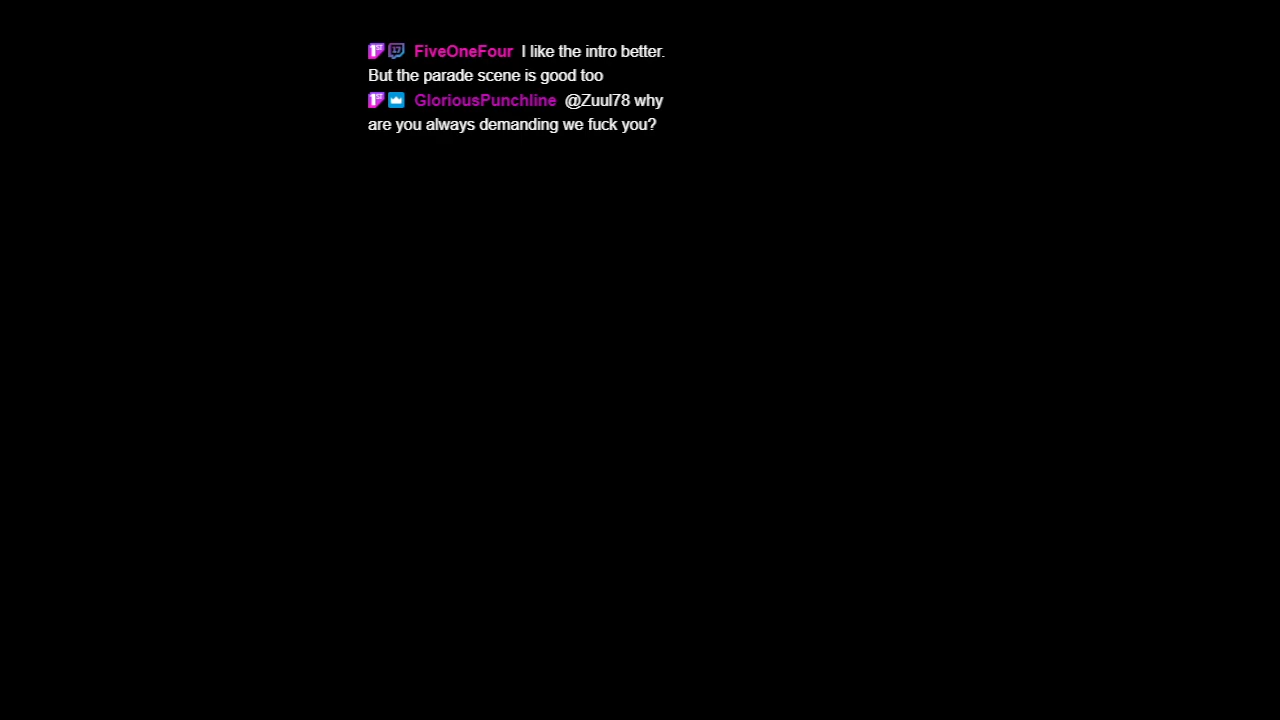 FiveOneFour I like the intro better.
But the parade scene is good too
GloriousPunchline @Zuul78 why
are you always demanding we fuck you?